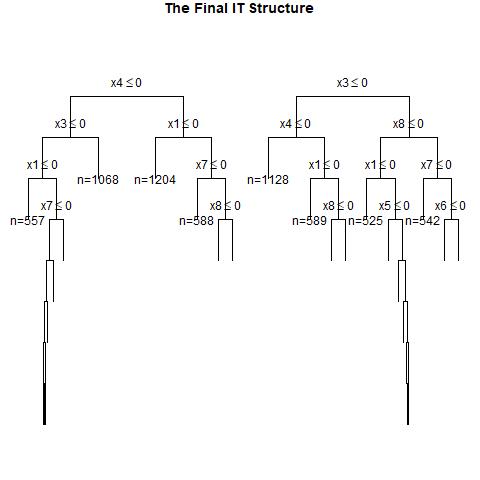 The Final IT Structure
x4 ≤ 0
x3 ≤ 0
x3 ≤ 0
x1 ≤ 0
x4 ≤ 0
x8 ≤ 0
x1 ≤ 0
n=1068
n=1204
x7 ≤ 0
n=1128
x1 ≤ 0
x1 ≤ 0
x7 ≤ 0
n=557
x7 ≤ 0
n=588
x8 ≤ 0
n=589
x8 ≤ 0
n=525
x5 ≤ 0
n=542
x6 ≤ 0